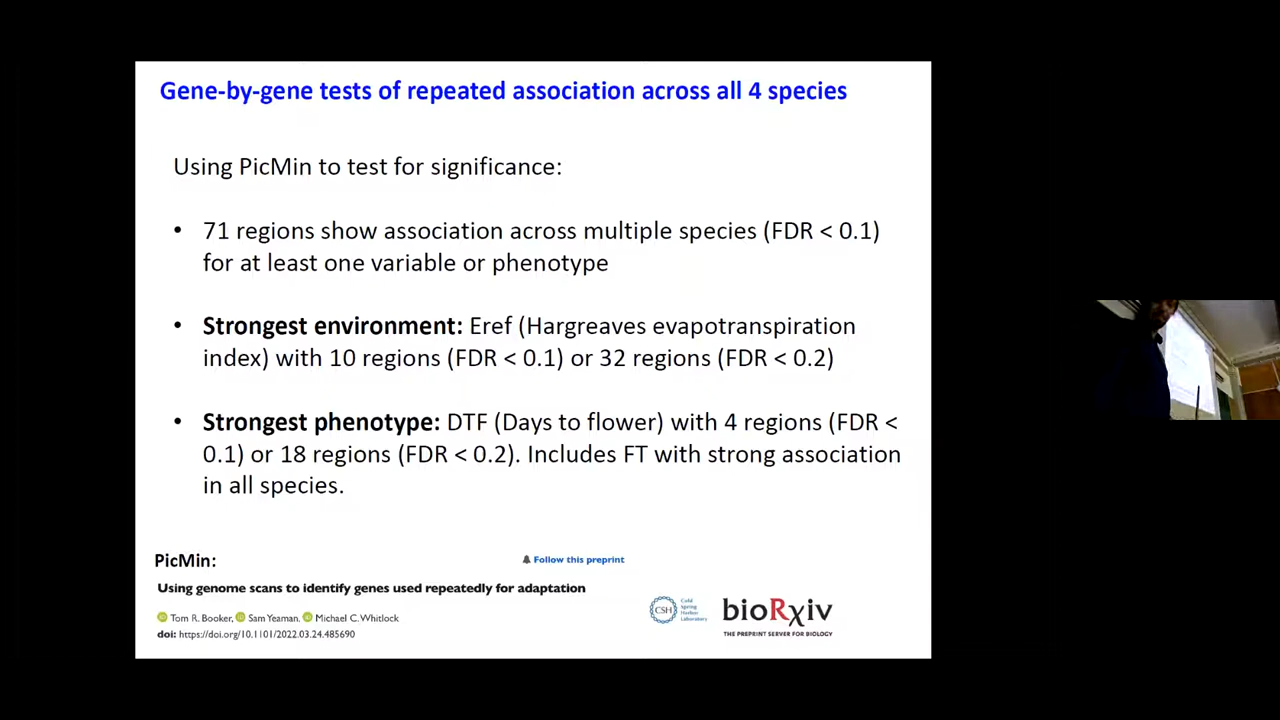 Gene-by-gene tests of repeated association across all 4 species
Using PicMin to test for significance:
• 71 regions show association across multiple species (FDR < 0.1)
for at least one variable or phenotype
• Strongest environment: Eref (Hargreaves evapotranspiration
index) with 10 regions (FDR < 0.1) or 32 regions (FDR < 0.2)
• Strongest phenotype: DTF (Days to flower) with 4 regions (FDR <
0.1) or 18 regions (FDR < 0.2). Includes FT with strong association
in all species.
PicMin:
Follow this preprint
Using genome scans to identify genes used repeatedly for adaptation
Tom R. Booker, Sam Yeaman, Michael C. Whitlock
doi: https://doi.org/10.1101/2022.03.24.485690
CSH
Cold
Spring
Harbor
Laboratory
bioRxiv
THE PREPRINT SERVER FOR BIOLOGY